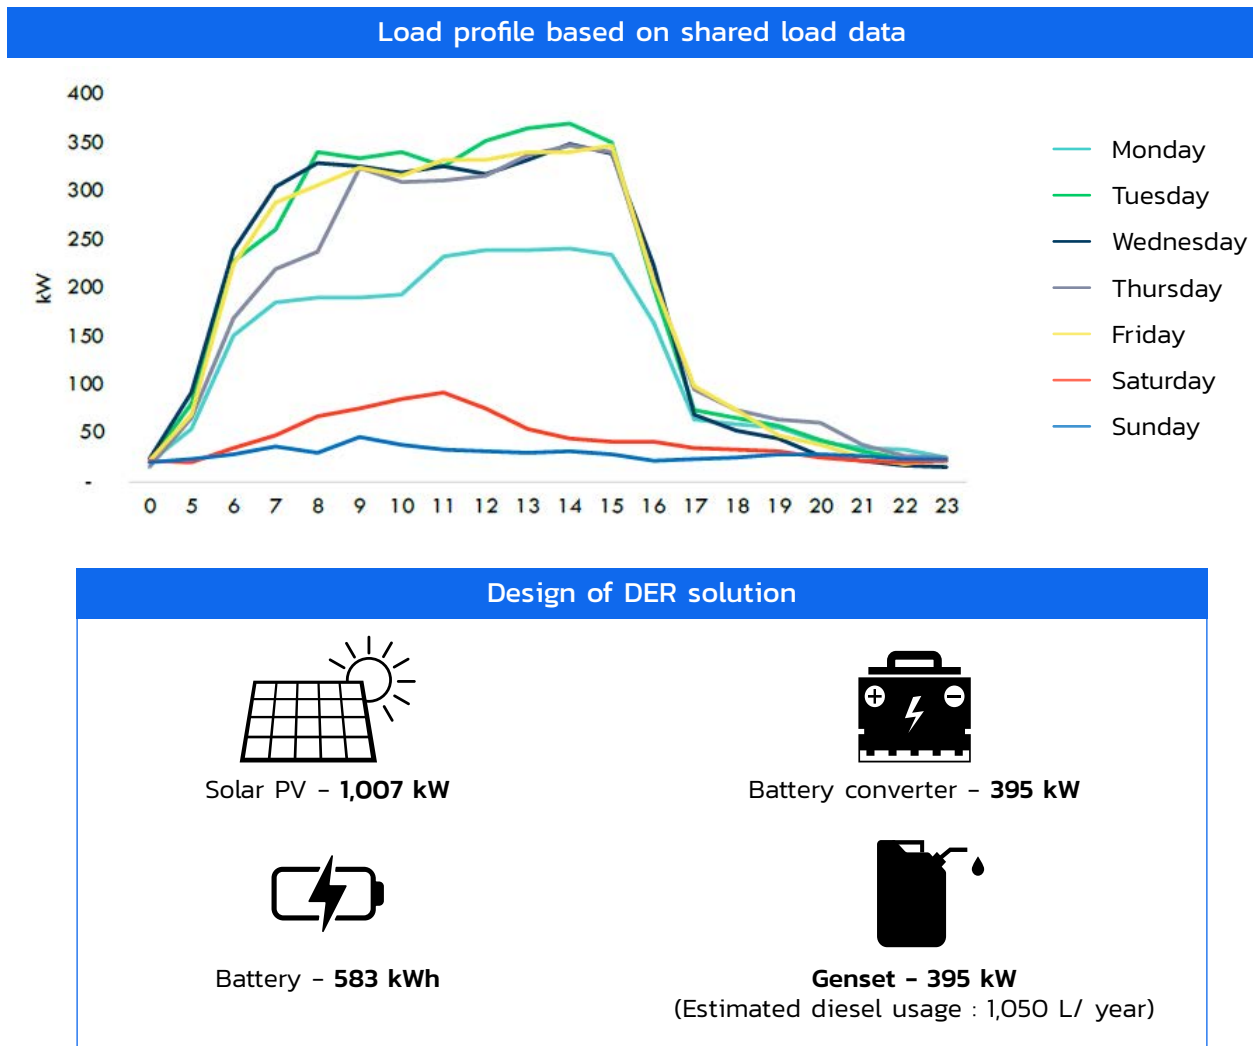 Load profile based on shared load data
400
350
300
250
200
150
100
50
-
kW
0 5 6 7 8 9 10 11 12 13 14 15 16 17 18 19 20 21 22 23
Monday
Tuesday
Wednesday
Thursday
Friday
Saturday
Sunday
Design of DER solution
Solar PV – 1,007 kW
Battery converter – 395 kW
Battery – 583 kWh
Genset – 395 kW
(Estimated diesel usage : 1,050 L/ year)